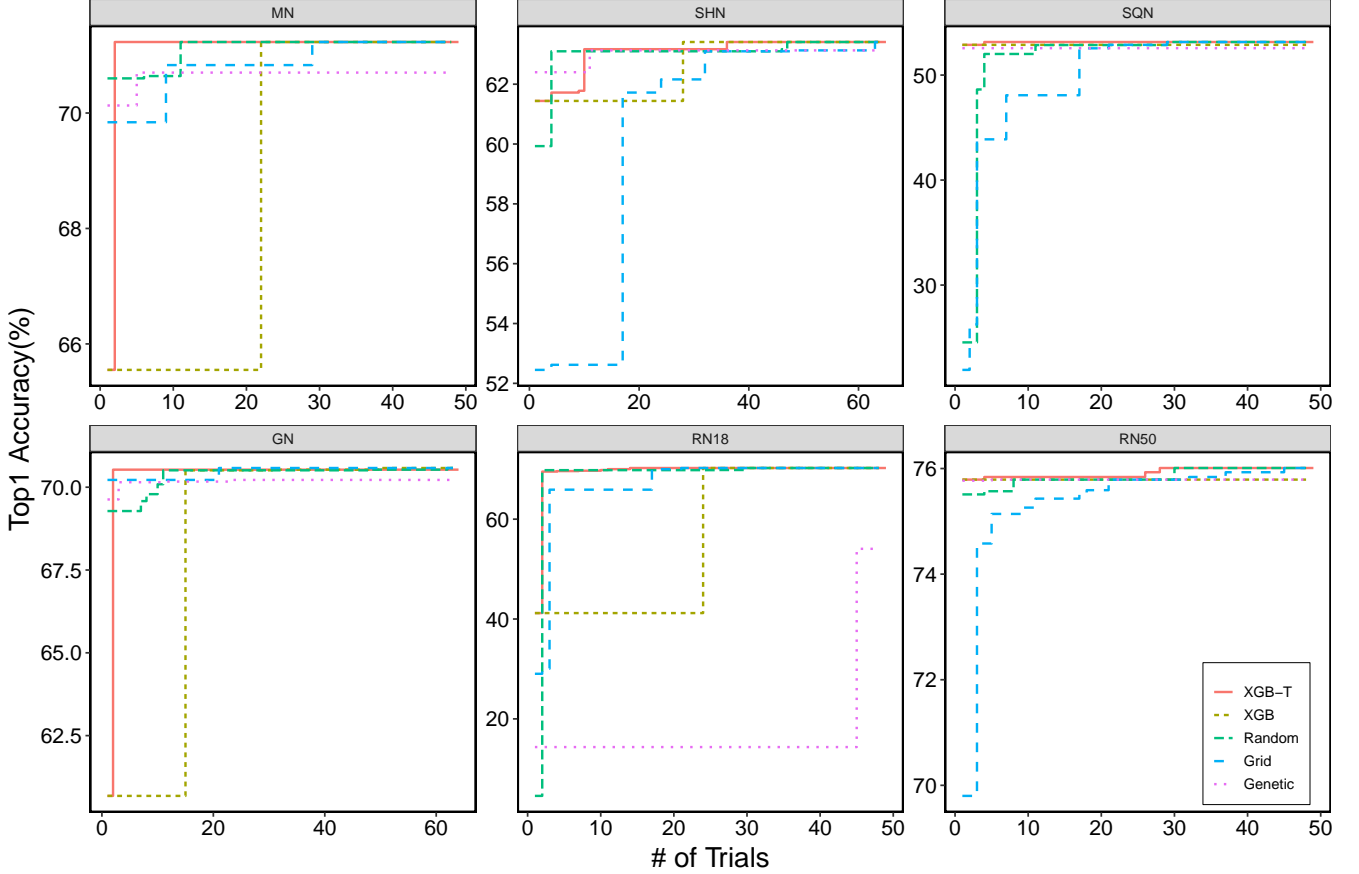 MN
SHN
SQN
70
68
66
0 10 20 30 40 50
62
60
58
56
54
52
0 20 40 60
50
40
30
0 10 20 30 40 50
Top1 Accuracy(%)
GN
RN18
RN50
70.0
67.5
65.0
62.5
0 20 40 60
60
40
20
0 10 20 30 40 50
76
74
72
70
0 10 20 30 40 50
XGB−T
XGB
Random
Grid
Genetic
# of Trials